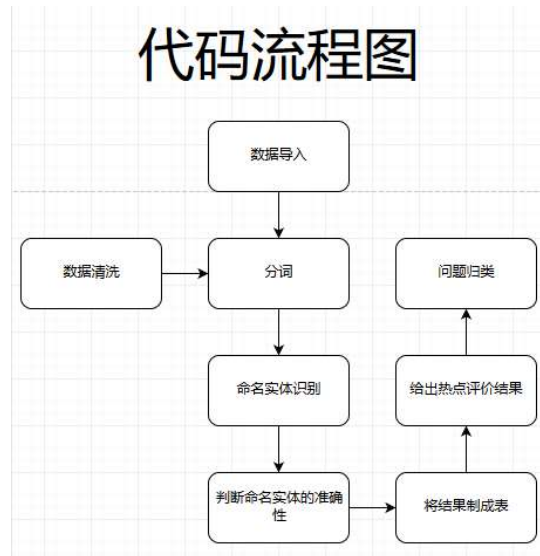 代码流程图
数据导入
数据清洗
分词
问题归类
命名实体识别
给出热点评价结果
判断命名实体的准确
性
将结果制成表